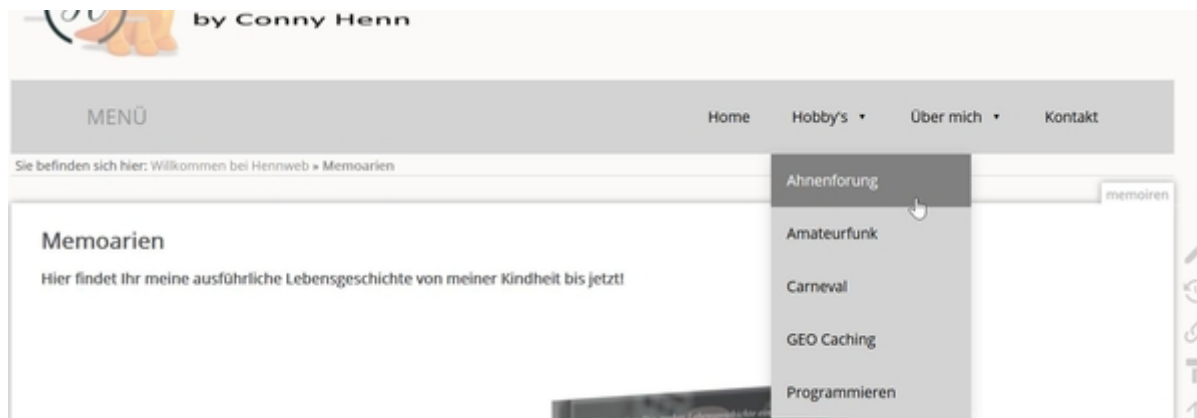 by Conny Henn
MENÜ
Home Hobby's Über mich Kontakt
Sie befinden sich hier: Willkommen bei Hennweb » Memoarien
Ahnenforung
memoiren
Memoarien
Amateurfunk
Hier findet Ihr meine ausführliche Lebensgeschichte von meiner Kindheit bis jetzt!
Carneval
GEO Caching
Programmieren